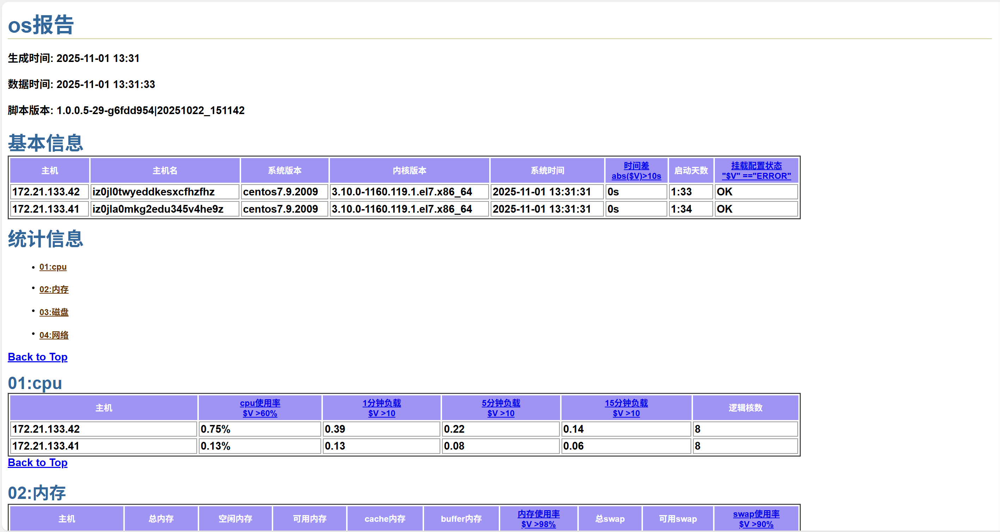 os报告
生成时间: 2025-11-01 13:31
数据时间: 2025-11-01 13:31:33
脚本版本: 1.0.0.5-29-g6fdd954|20251022_151142
基本信息
主机 主机名 系统版本 内核版本 系统时间 时间差 abs($V)>10s 启动天数 挂载配置状态 "$V" =="ERROR"
172.21.133.42 iz0jl0twyeddkesxcfhzfhz centos7.9.2009 3.10.0-1160.119.1.el7.x86_64 2025-11-01 13:31:31 0s 1:33 OK
172.21.133.41 iz0jla0mkg2edu345v4he9z centos7.9.2009 3.10.0-1160.119.1.el7.x86_64 2025-11-01 13:31:31 0s 1:34 OK
统计信息
• 01:cpu
• 02:内存
• 03:磁盘
• 04:网络
Back to Top
01:cpu
主机 cpu使用率 $V >60% 1分钟负载 $V >10 5分钟负载 $V >10 15分钟负载 $V >10 逻辑核数
172.21.133.42 0.75% 0.39 0.22 0.14 8
172.21.133.41 0.13% 0.13 0.08 0.06 8
Back to Top
02:内存
主机 总内存 空闲内存 可用内存 cache内存 buffer内存 内存使用率 $V >98% 总swap 可用swap swap使用率 $V >90%